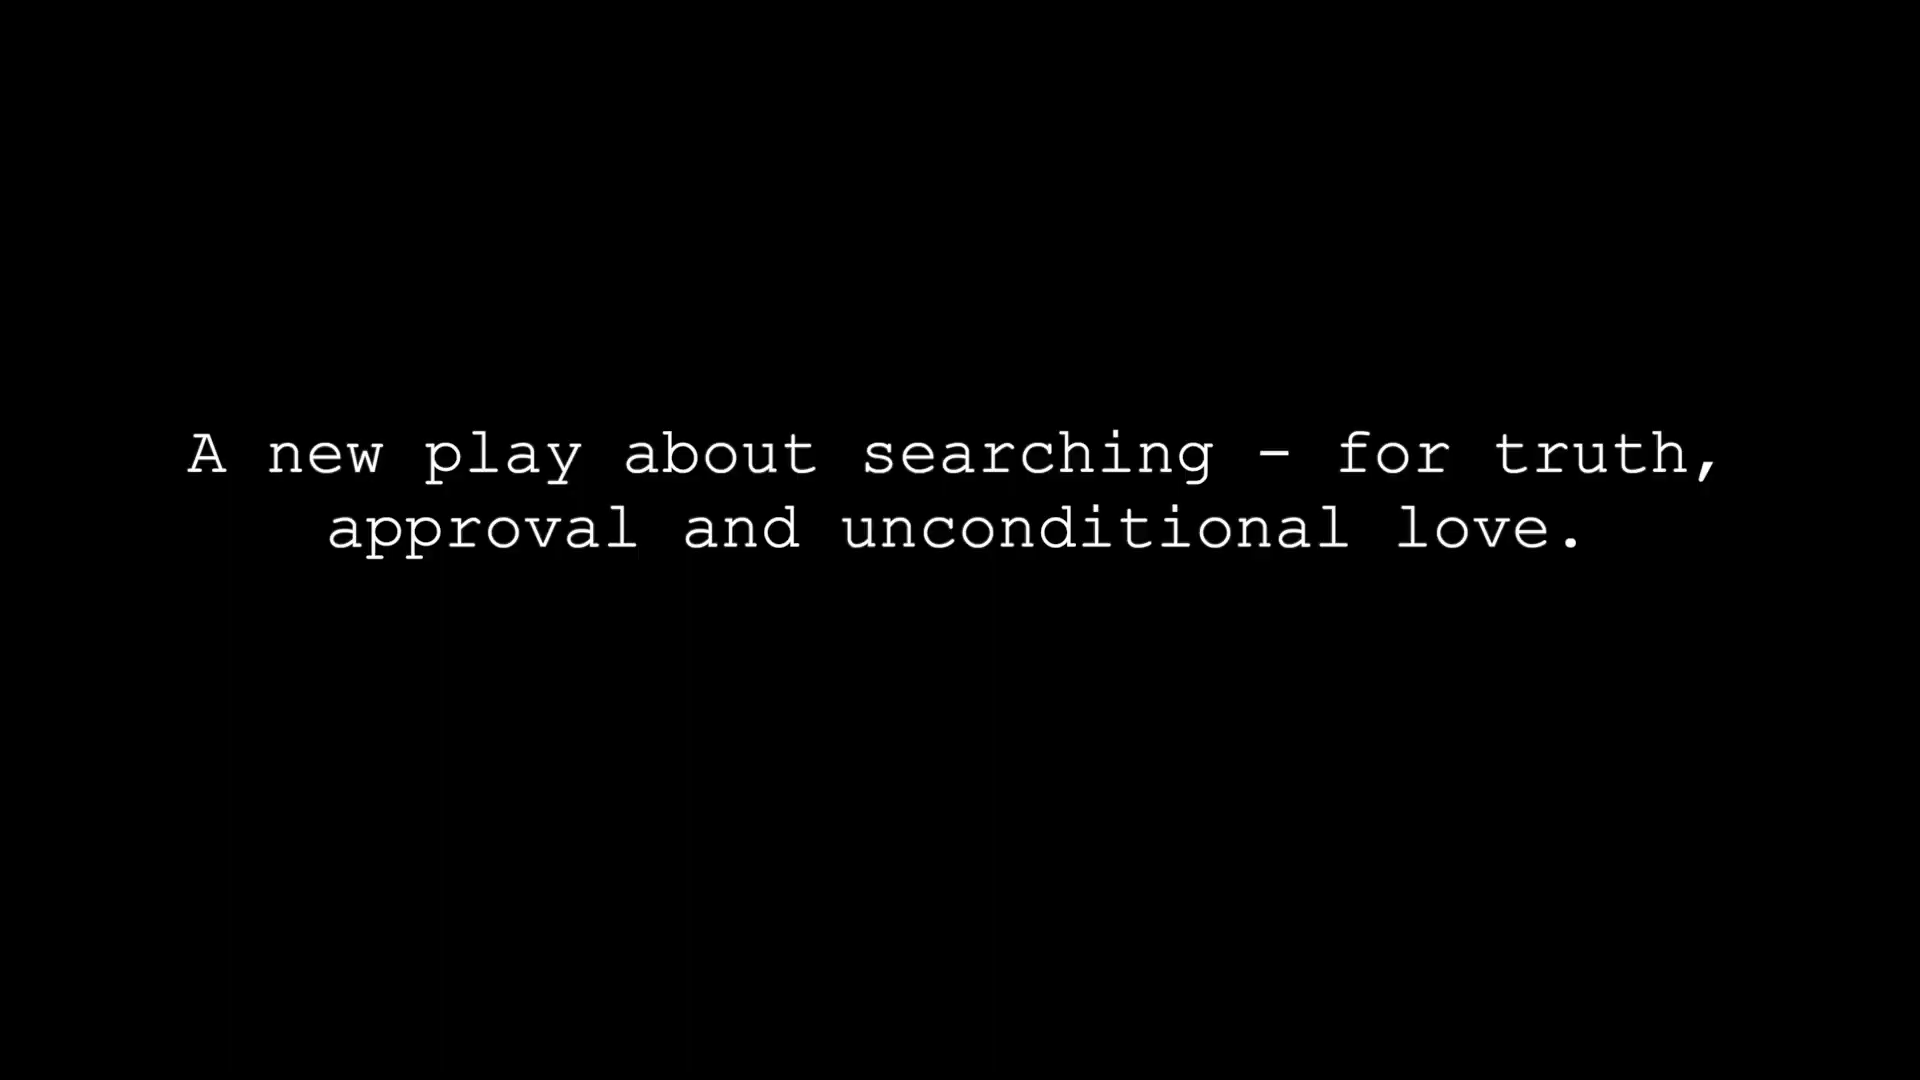 A new play about searching - for truth,
approval and unconditional love.